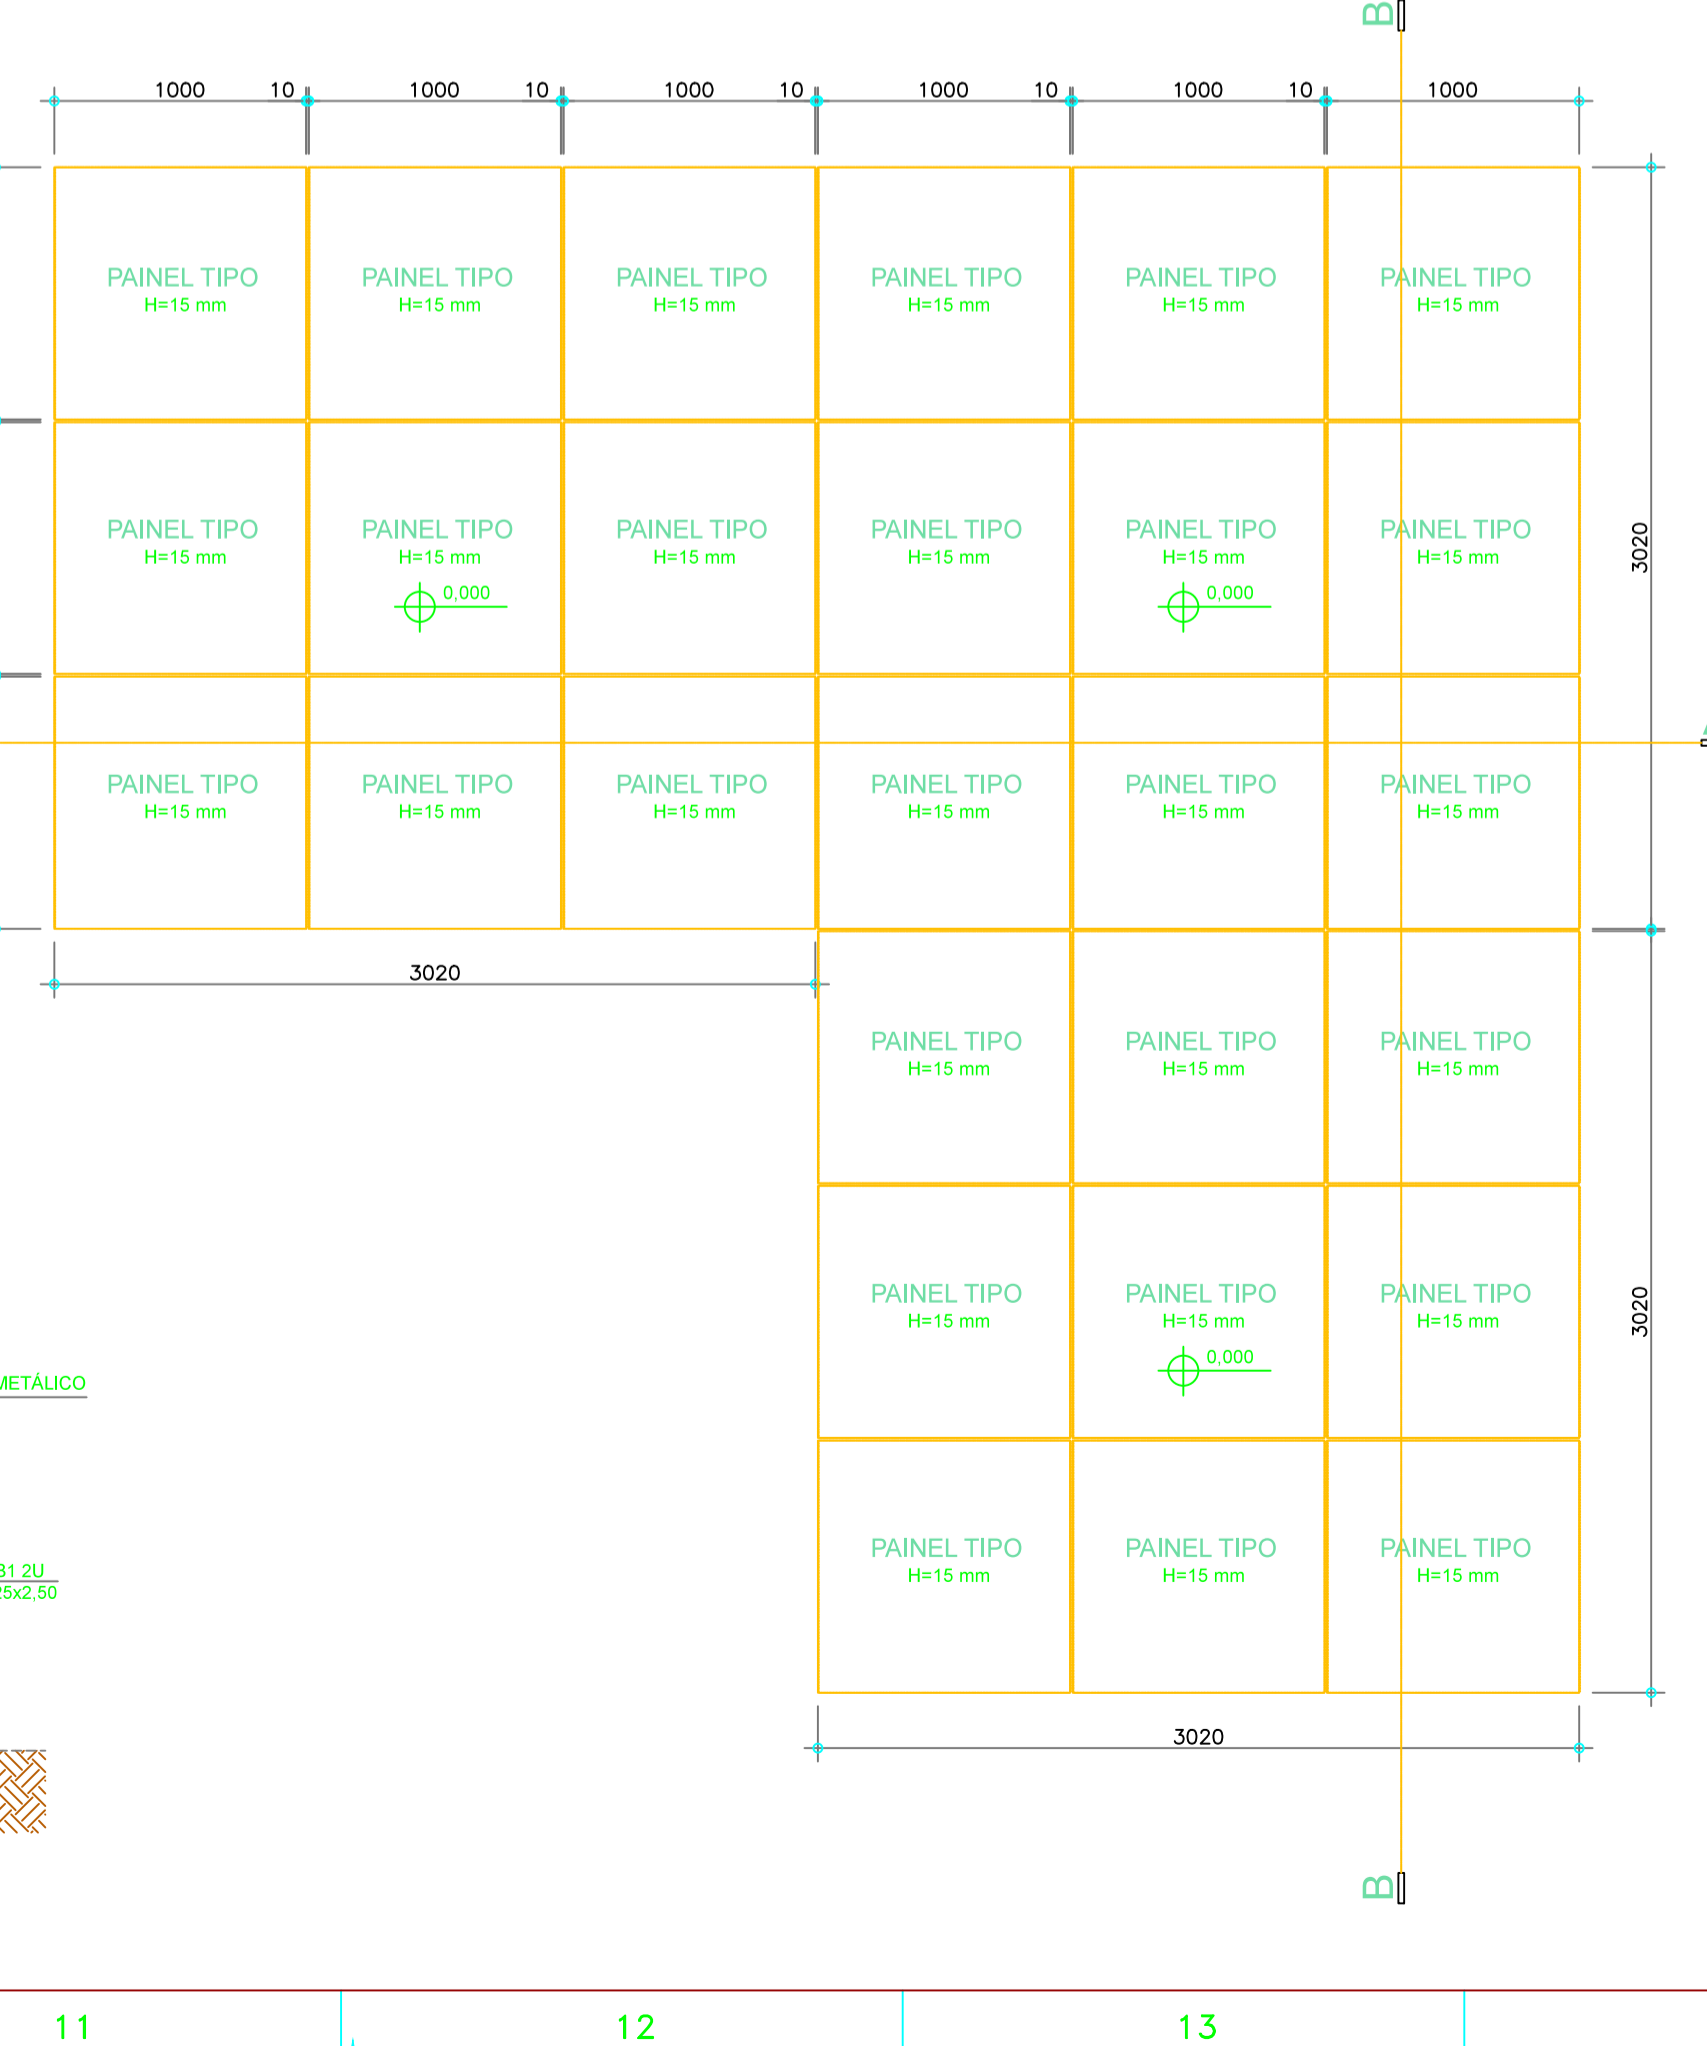 B
1000 10 1000 10 1000 10 1000 10 1000 10 1000
PAINEL TIPO PAINEL TIPO PAINEL TIPO PAINEL TIPO PAINEL TIPO PAINEL TIPO
H=15 mm H=15 mm H=15 mm H=15 mm H=15 mm H=15 mm
PAINEL TIPO PAINEL TIPO PAINEL TIPO PAINEL TIPO PAINEL TIPO PAINEL TIPO
H=15 mm H=15 mm H=15 mm H=15 mm H=15 mm H=15 mm
3020
0,000 0,000
PAINEL TIPO PAINEL TIPO PAINEL TIPO PAINEL TIPO PAINEL TIPO PAINEL TIPO
H=15 mm H=15 mm H=15 mm H=15 mm H=15 mm H=15 mm
3020
PAINEL TIPO PAINEL TIPO PAINEL TIPO
H=15 mm H=15 mm H=15 mm
PAINEL TIPO PAINEL TIPO PAINEL TIPO
H=15 mm H=15 mm H=15 mm
3020
0,000
METÁLICO
PAINEL TIPO PAINEL TIPO PAINEL TIPO
H=15 mm H=15 mm H=15 mm
2U
25x2,50
3020
B
11 12 13